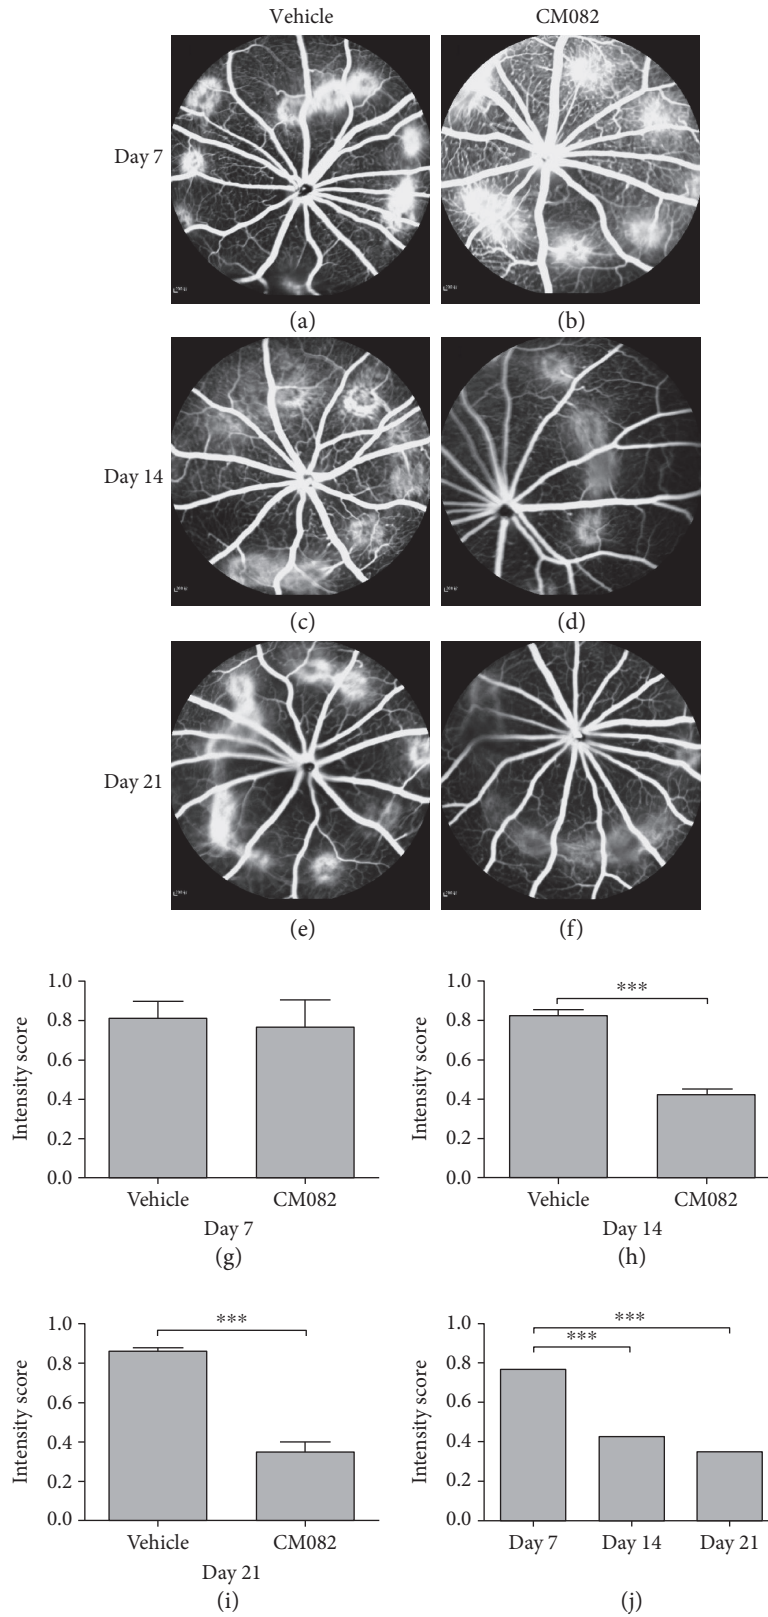 Vehicle CM082
Day 7
(a) (b)
Day 14
(c) (d)
Day 21
(e) (f)
1.0
0.8
0.6
0.4
0.2
0.0
Intensity score
Vehicle CM082
Day 7
(g)
1.0
0.8
0.6
0.4
0.2
0.0
Intensity score
***
Vehicle CM082
Day 14
(h)
1.0
0.8
0.6
0.4
0.2
0.0
Intensity score
***
Vehicle CM082
Day 21
(i)
1.0
0.8
0.6
0.4
0.2
0.0
Intensity score
***
***
Day 7 Day 14 Day 21
(j)